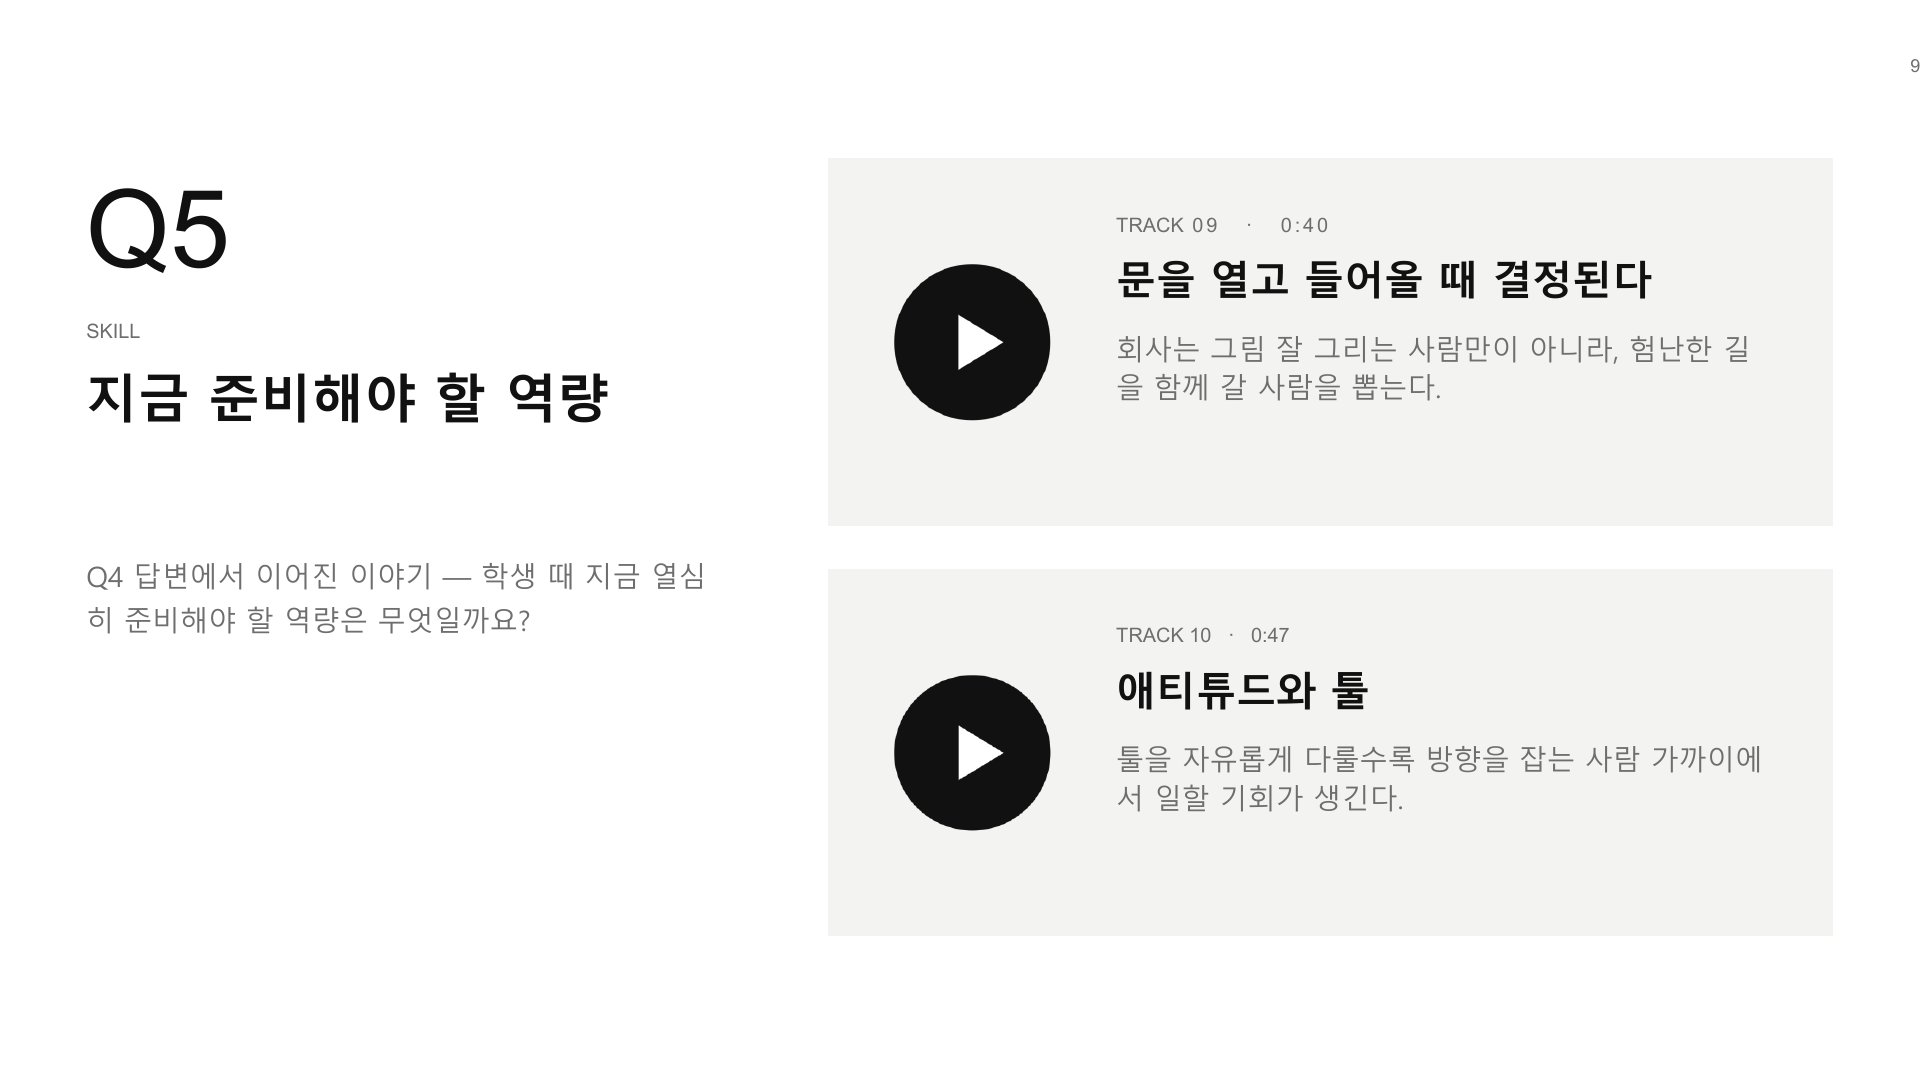 9
Q5
SKILL
지금 준비해야 할 역량
Q4 답변에서 이어진 이야기 — 학생 때 지금 열심
히 준비해야 할 역량은 무엇일까요?
TRACK 09 · 0:40
문을 열고 들어올 때 결정된다
회사는 그림 잘 그리는 사람만이 아니라, 험난한 길
을 함께 갈 사람을 뽑는다.
TRACK 10 · 0:47
애티튜드와 툴
툴을 자유롭게 다룰수록 방향을 잡는 사람 가까이에
서 일할 기회가 생긴다.